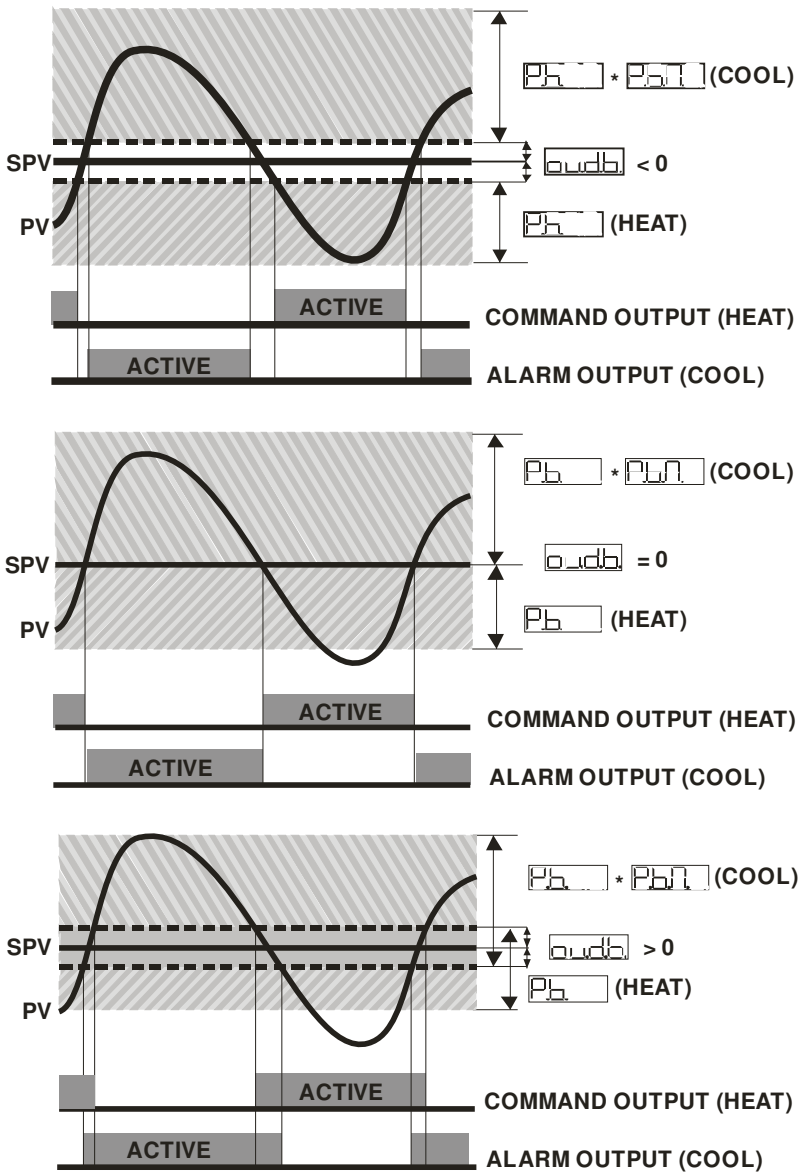 P.b. * P.b.M. (COOL)
SPV
o.u.d.b. < 0
PV
P.b. (HEAT)
ACTIVE
COMMAND OUTPUT (HEAT)
ACTIVE
ALARM OUTPUT (COOL)
P.b. * P.b.M. (COOL)
SPV
o.u.d.b. = 0
PV
P.b. (HEAT)
ACTIVE
COMMAND OUTPUT (HEAT)
ACTIVE
ALARM OUTPUT (COOL)
P.b. * P.b.M. (COOL)
SPV
o.u.d.b. > 0
P.b. (HEAT)
PV
ACTIVE
COMMAND OUTPUT (HEAT)
ACTIVE
ALARM OUTPUT (COOL)